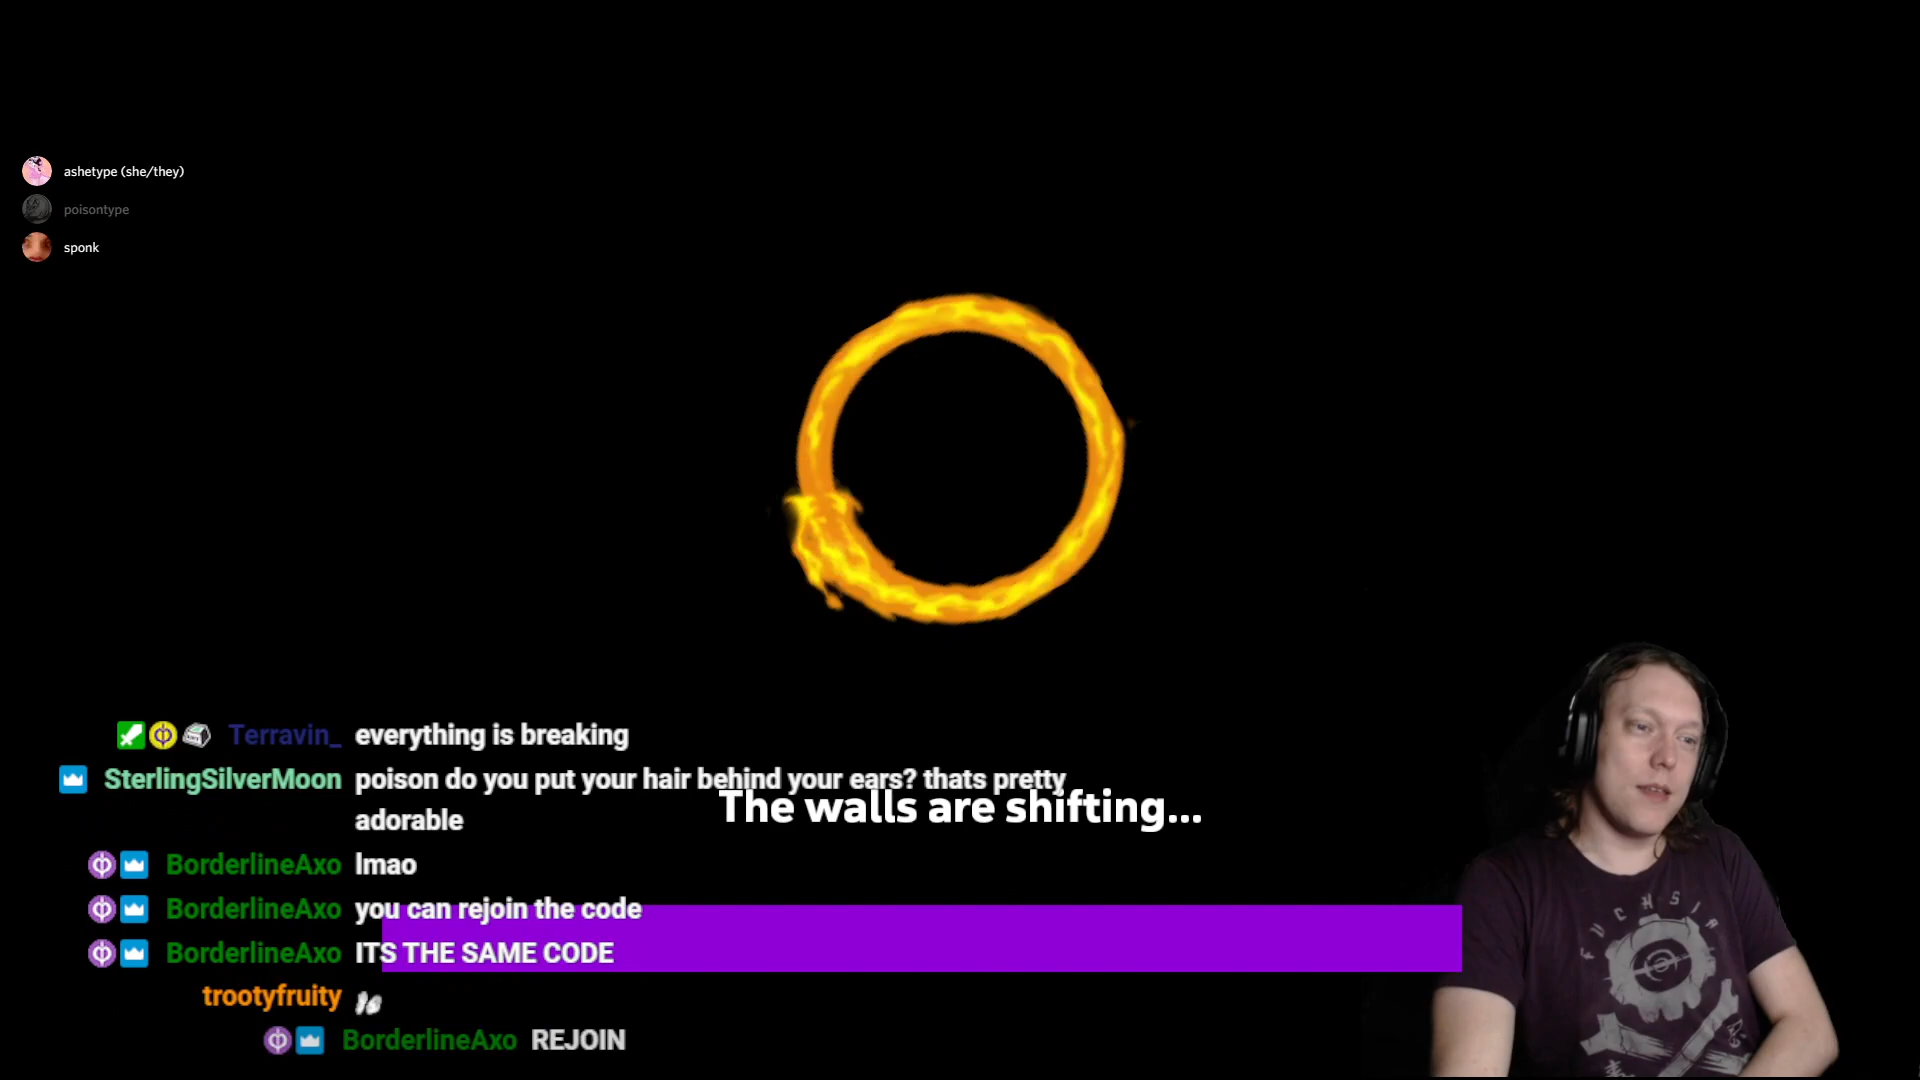 ashetype (she/they)
poisontype
sponk
Terravin_ everything is breaking
SterlingSilverMoon poison do you put your hair behind your ears? thats pretty
adorable
The walls are shifting...
BorderlineAxo lmao
BorderlineAxo you can rejoin the code
BorderlineAxo ITS THE SAME CODE
trootyfruity
BorderlineAxo REJOIN
FUCHSIA